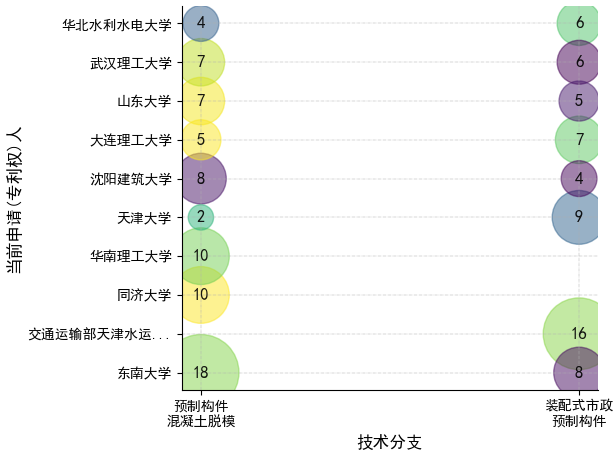 华北水利水电大学 4 6
武汉理工大学 7 6
山东大学 7 5
大连理工大学 5 7
沈阳建筑大学 8 4
天津大学 2 9
华南理工大学 10
同济大学 10
交通运输部天津水运... 16
东南大学 18 8
当前申请(专利权)人
预制构件 装配式市政
混凝土脱模 预制构件
技术分支